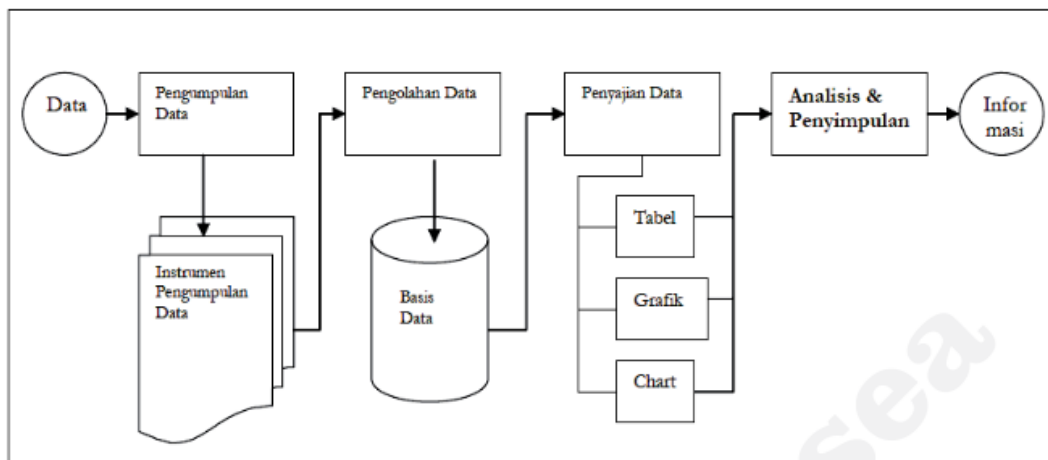 Data
Pengumpulan
Data
Pengolahan Data
Penyajian Data
Analisis &
Penyimpulan
Infor
masi
Instrumen
Pengumpulan
Data
Basis
Data
Tabel
Grafik
Chart
sea